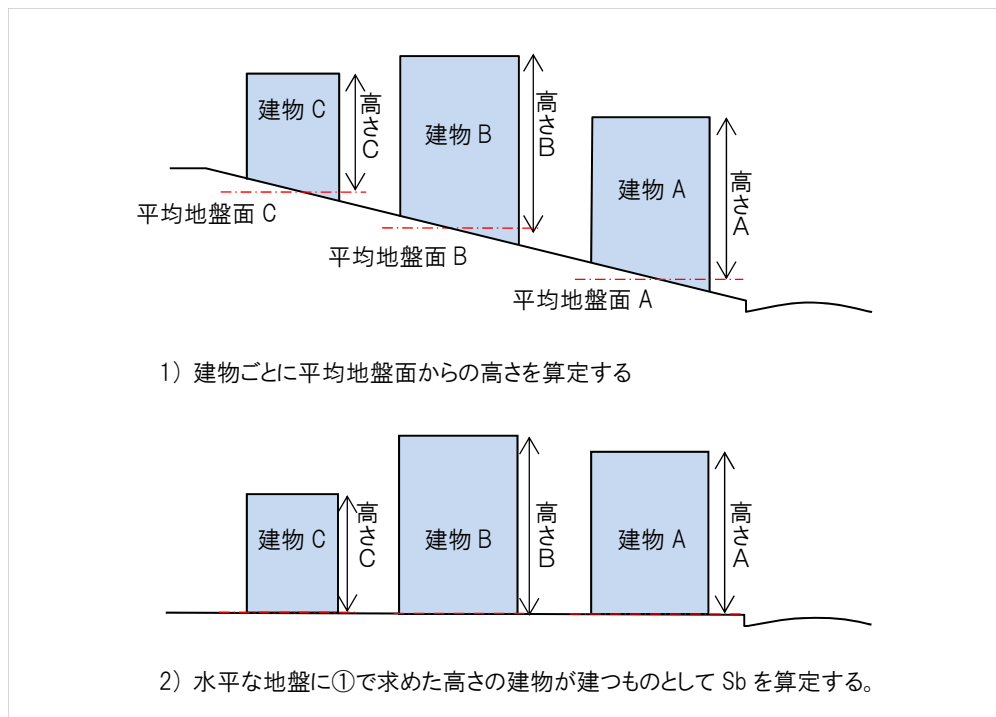 建物 C
高さC
建物 B
高さB
建物 A
高さA
平均地盤面 C
平均地盤面 B
平均地盤面 A
1） 建物ごとに平均地盤面からの高さを算定する
建物 C
高さC
建物 B
高さB
建物 A
高さA
2） 水平な地盤に①で求めた高さの建物が建つものとして Sb を算定する。